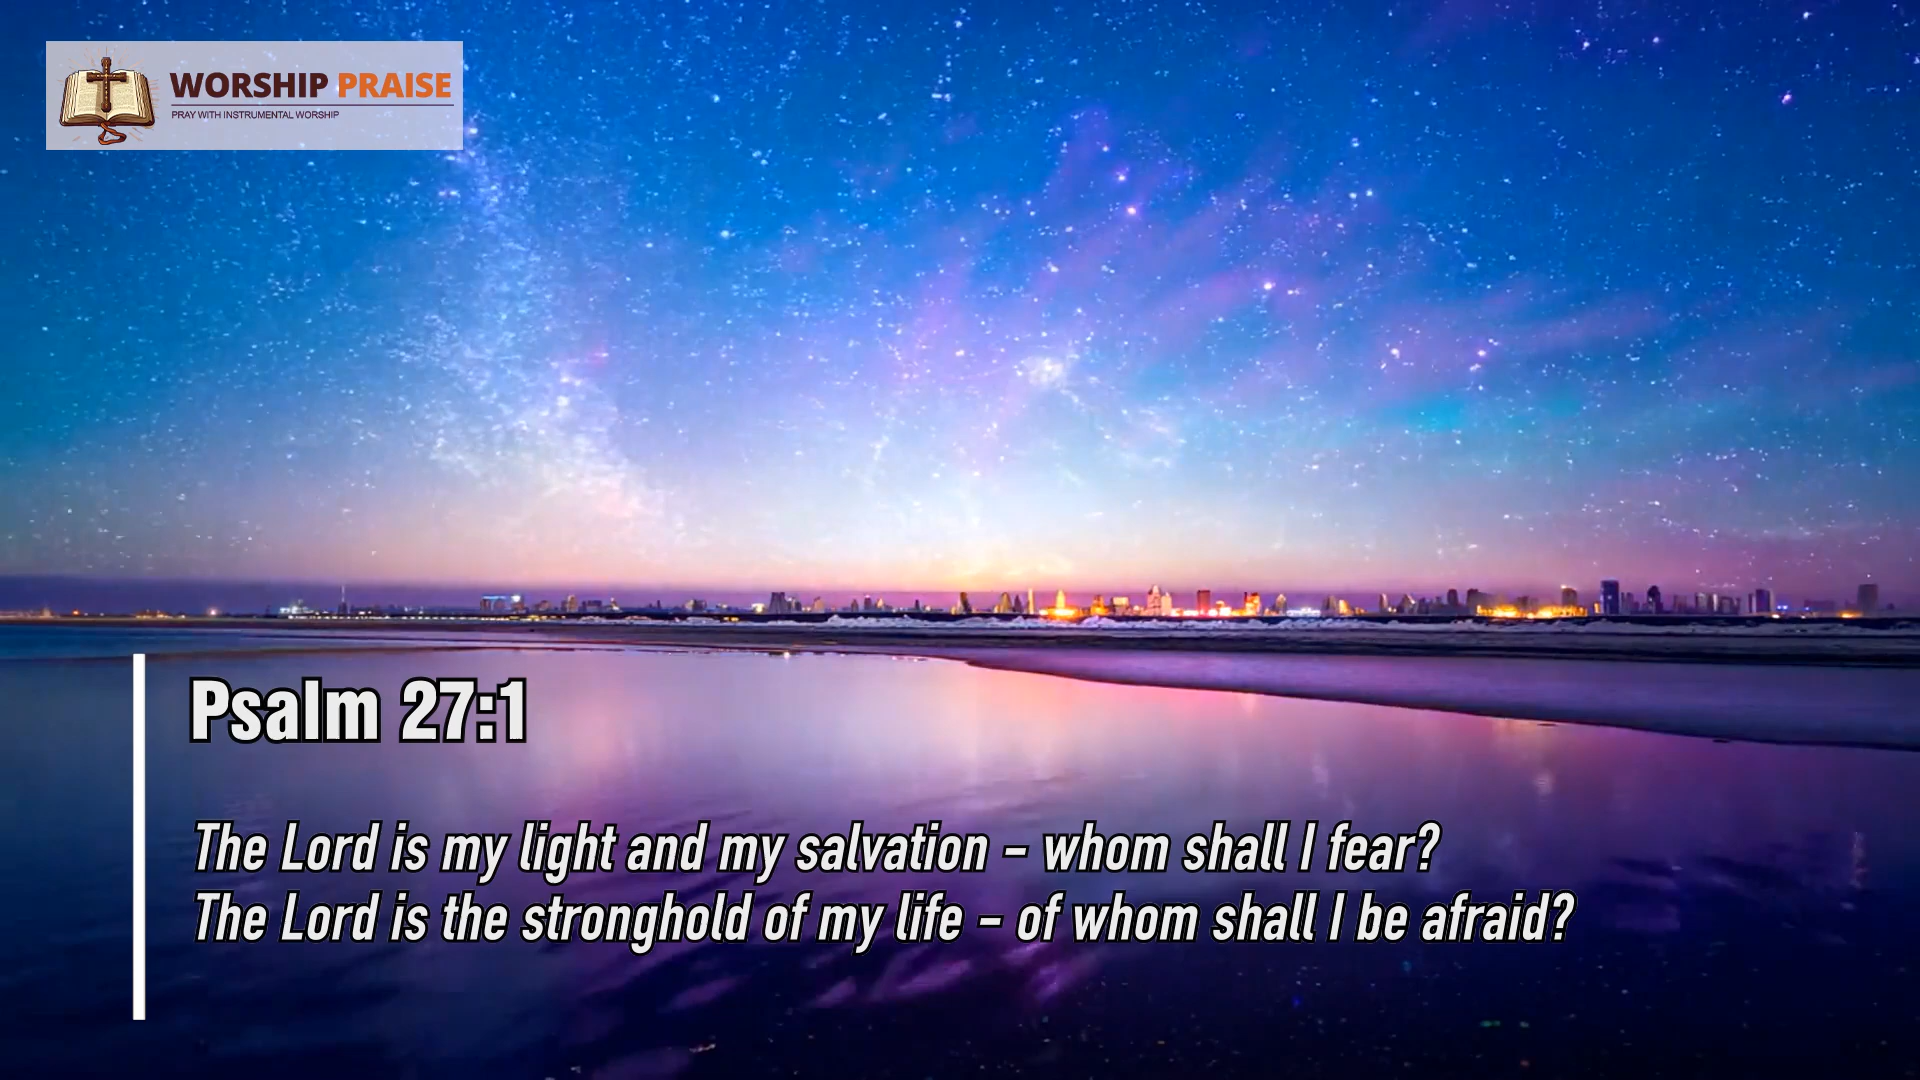 WORSHIP PRAISE
PRAY WITH INSTRUMENTAL WORSHIP
Psalm 27:1
The Lord is my light and my salvation – whom shall I fear?
The Lord is the stronghold of my life – of whom shall I be afraid?